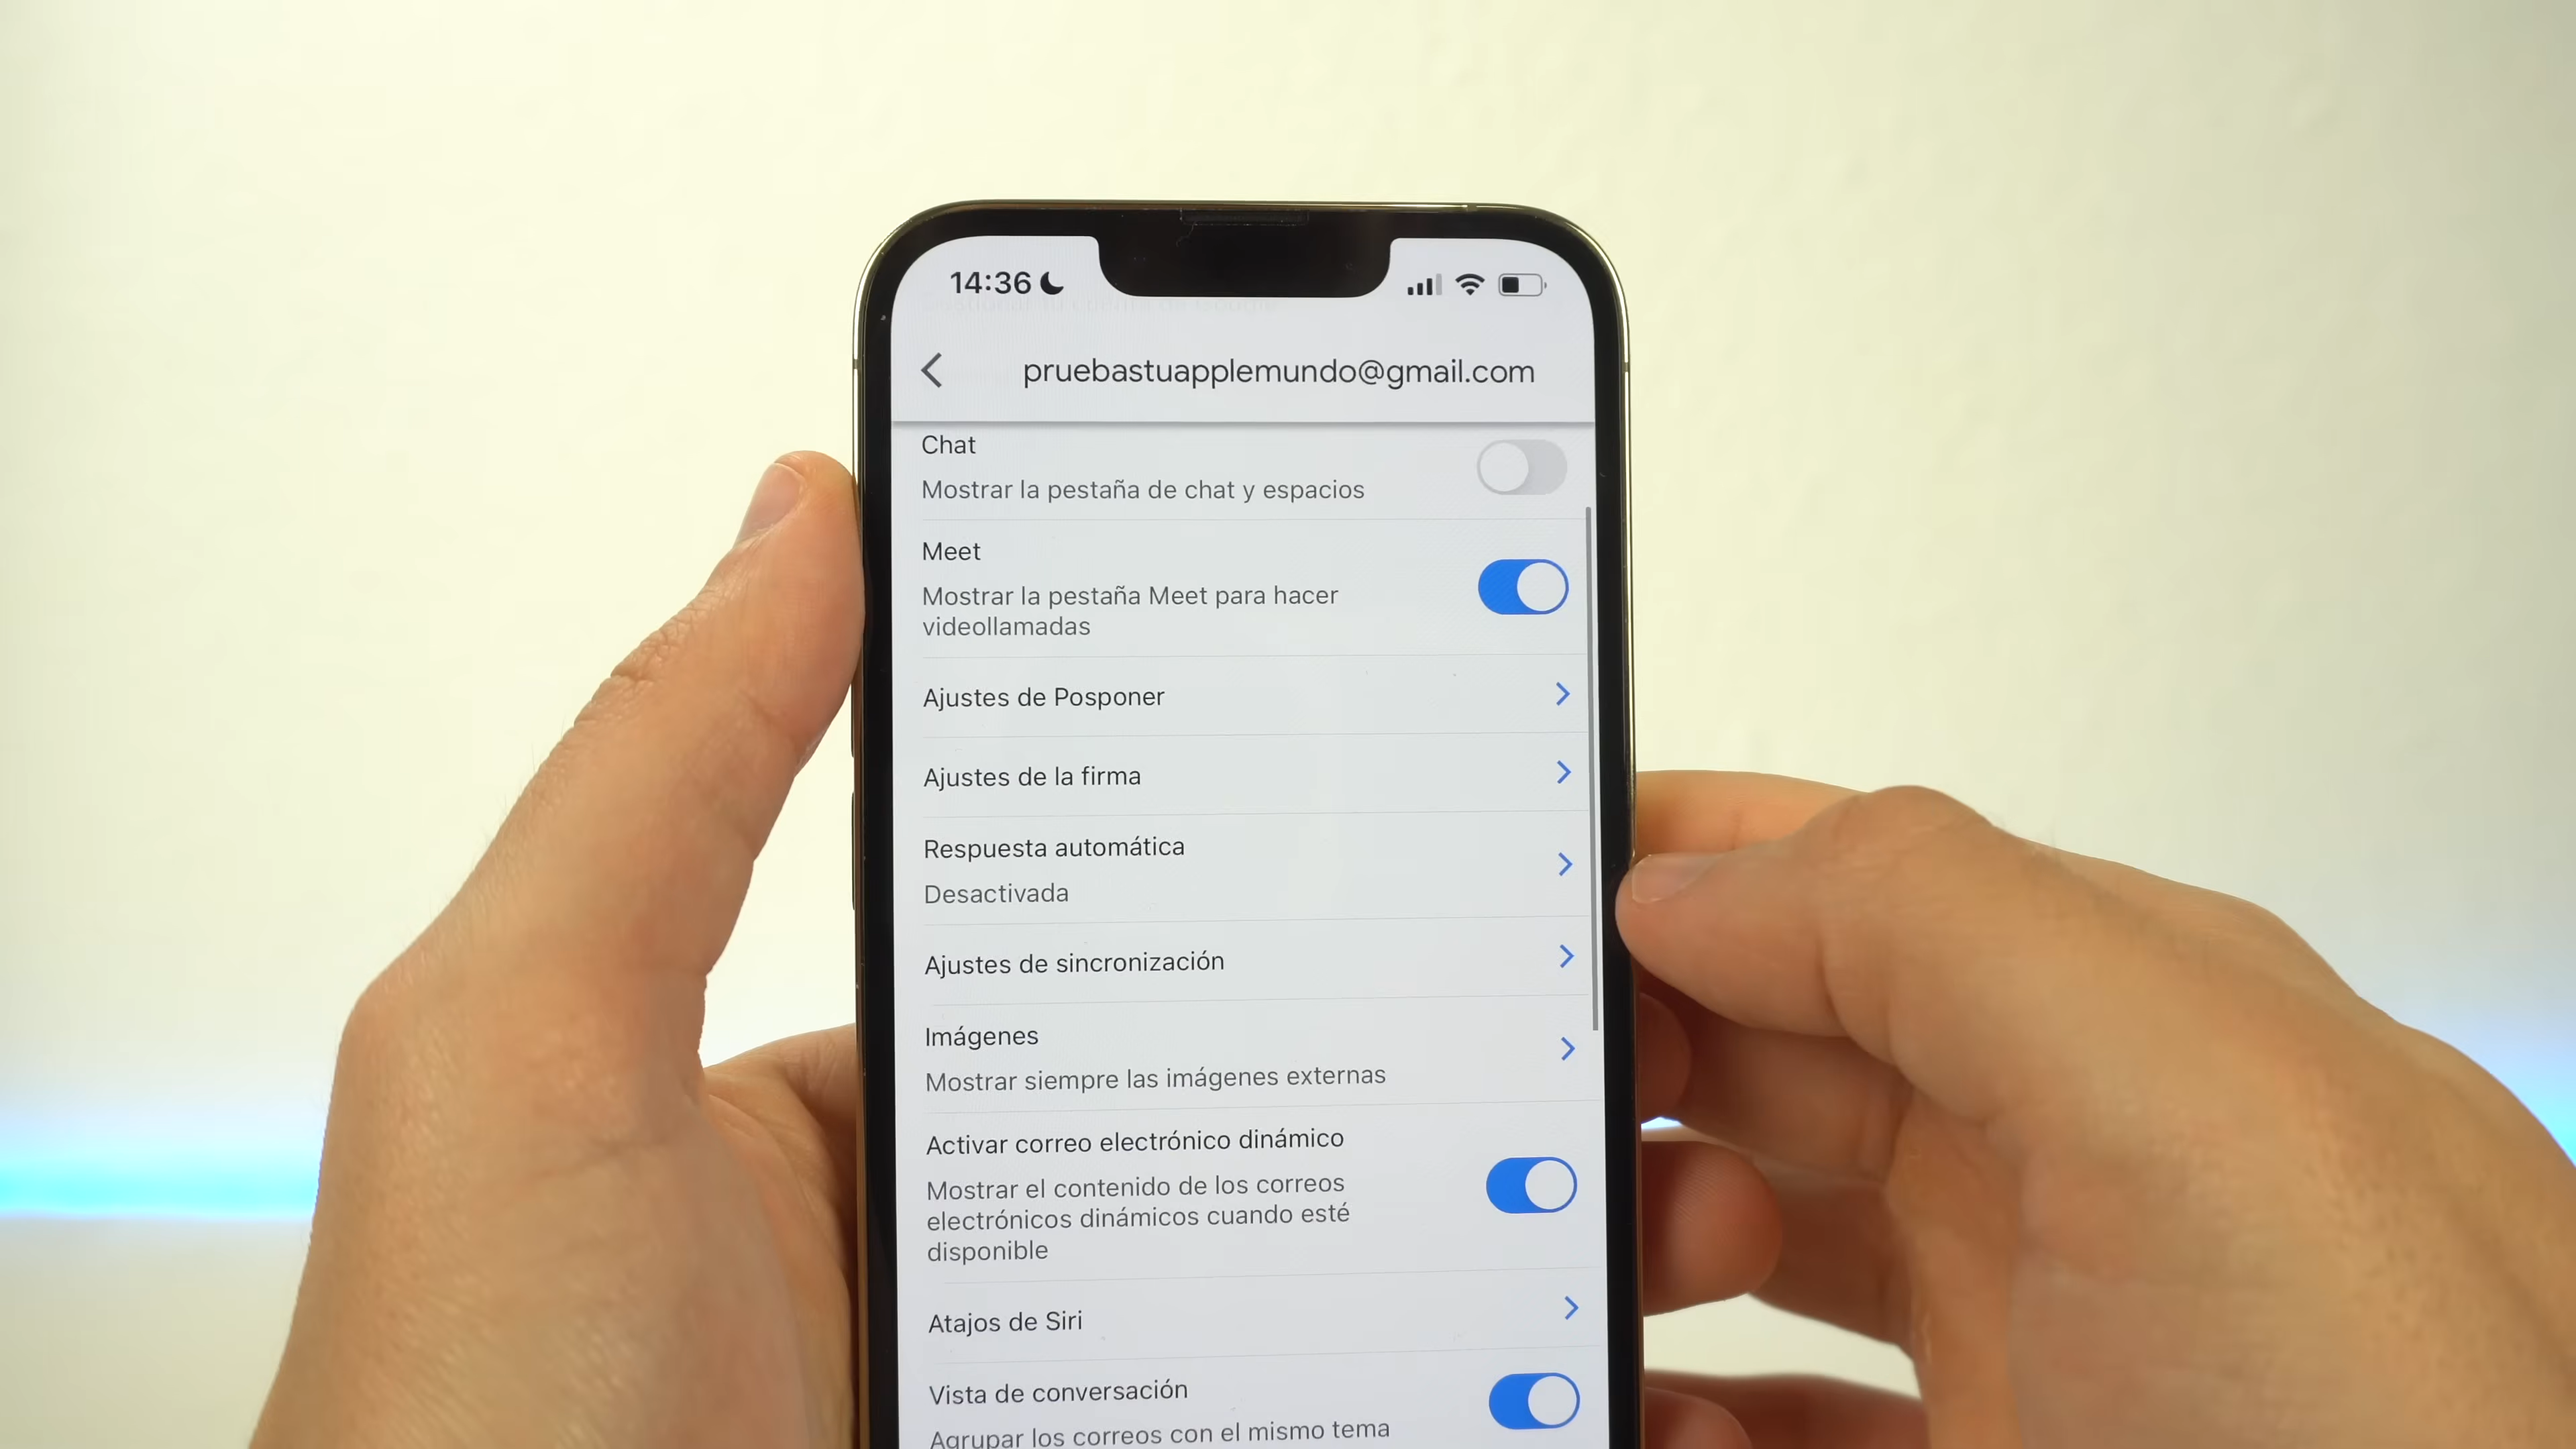 14:36
pruebastuapplemundo@gmail.com
Chat
Mostrar la pestaña de chat y espacios
Meet
Mostrar la pestaña Meet para hacer
videollamadas
Ajustes de Posponer
Ajustes de la firma
Respuesta automática
Desactivada
Ajustes de sincronización
Imágenes
Mostrar siempre las imágenes externas
Activar correo electrónico dinámico
Mostrar el contenido de los correos
electrónicos dinámicos cuando esté
disponible
Atajos de Siri
Vista de conversación
Agrupar los correos con el mismo tema